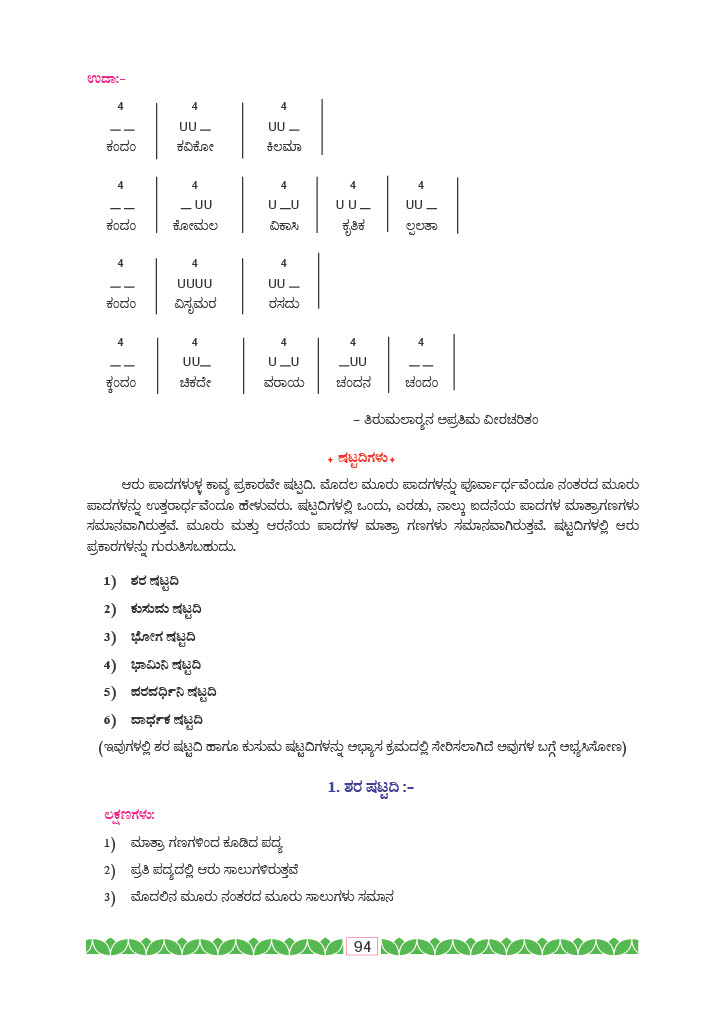 ಉದಾ:-
4 4 4
— — UU — UU —
ಕಂದಂ ಕವಿಕೋ ಕಿಲಮಾ
4 4 4 4 4
— — — UU U —U U U — UU —
ಕಂದಂ ಕೋಮಲ ವಿಕಾಸಿ ಕೃತಿಕ ಲ್ಪಲತಾ
4 4 4
— — UUUU UU —
ಕಂದಂ ವಿಸೃಮರ ರಸದು
4 4 4 4 4
— — UU— U —U —UU — —
ಕ್ಕಂದಂ ಚಿಕದೇ ವರಾಯ ಚಂದನ ಚಂದಂ
– ತಿರುಮಲಾರ‍್ಯನ ಅಪ್ರತಿಮ ವೀರಚರಿತಂ
ಷಟ್ಪದಿಗಳು
ಆರು ಪಾದಗಳುಳ್ಳ ಕಾವ್ಯ ಪ್ರಕಾರವೇ ಷಟ್ಪದಿ. ಮೊದಲ ಮೂರು ಪಾದಗಳನ್ನು ಪೂರ್ವಾರ್ಧವೆಂದೂ ನಂತರದ ಮೂರು
ಪಾದಗಳನ್ನು ಉತ್ತರಾರ್ಧವೆಂದೂ ಹೇಳುವರು. ಷಟ್ಪದಿಗಳಲ್ಲಿ ಒಂದು, ಎರಡು, ನಾಲ್ಕು ಐದನೆಯ ಪಾದಗಳ ಮಾತ್ರಾಗಣಗಳು
ಸಮಾನವಾಗಿರುತ್ತವೆ. ಮೂರು ಮತ್ತು ಆರನೆಯ ಪಾದಗಳ ಮಾತ್ರಾ ಗಣಗಳು ಸಮಾನವಾಗಿರುತ್ತವೆ. ಷಟ್ಪದಿಗಳಲ್ಲಿ ಆರು
ಪ್ರಕಾರಗಳನ್ನು ಗುರುತಿಸಬಹುದು.
1) ಶರ ಷಟ್ಪದಿ
2) ಕುಸುಮ ಷಟ್ಪದಿ
3) ಭೋಗ ಷಟ್ಪದಿ
4) ಭಾಮಿನಿ ಷಟ್ಪದಿ
5) ಪರವರ್ಧಿನಿ ಷಟ್ಪದಿ
6) ವಾರ್ಧಕ ಷಟ್ಪದಿ
(ಇವುಗಳಲ್ಲಿ ಶರ ಷಟ್ಪದಿ ಹಾಗೂ ಕುಸುಮ ಷಟ್ಪದಿಗಳನ್ನು ಅಭ್ಯಾಸ ಕ್ರಮದಲ್ಲಿ ಸೇರಿಸಲಾಗಿದೆ ಅವುಗಳ ಬಗ್ಗೆ ಅಭ್ಯಸಿಸೋಣ)
1. ಶರ ಷಟ್ಪದಿ :-
ಲಕ್ಷಣಗಳು:
1) ಮಾತ್ರಾ ಗಣಗಳಿಂದ ಕೂಡಿದ ಪದ್ಯ
2) ಪ್ರತಿ ಪದ್ಯದಲ್ಲಿ ಆರು ಸಾಲುಗಳಿರುತ್ತವೆ
3) ಮೊದಲಿನ ಮೂರು ನಂತರದ ಮೂರು ಸಾಲುಗಳು ಸಮಾನ
94